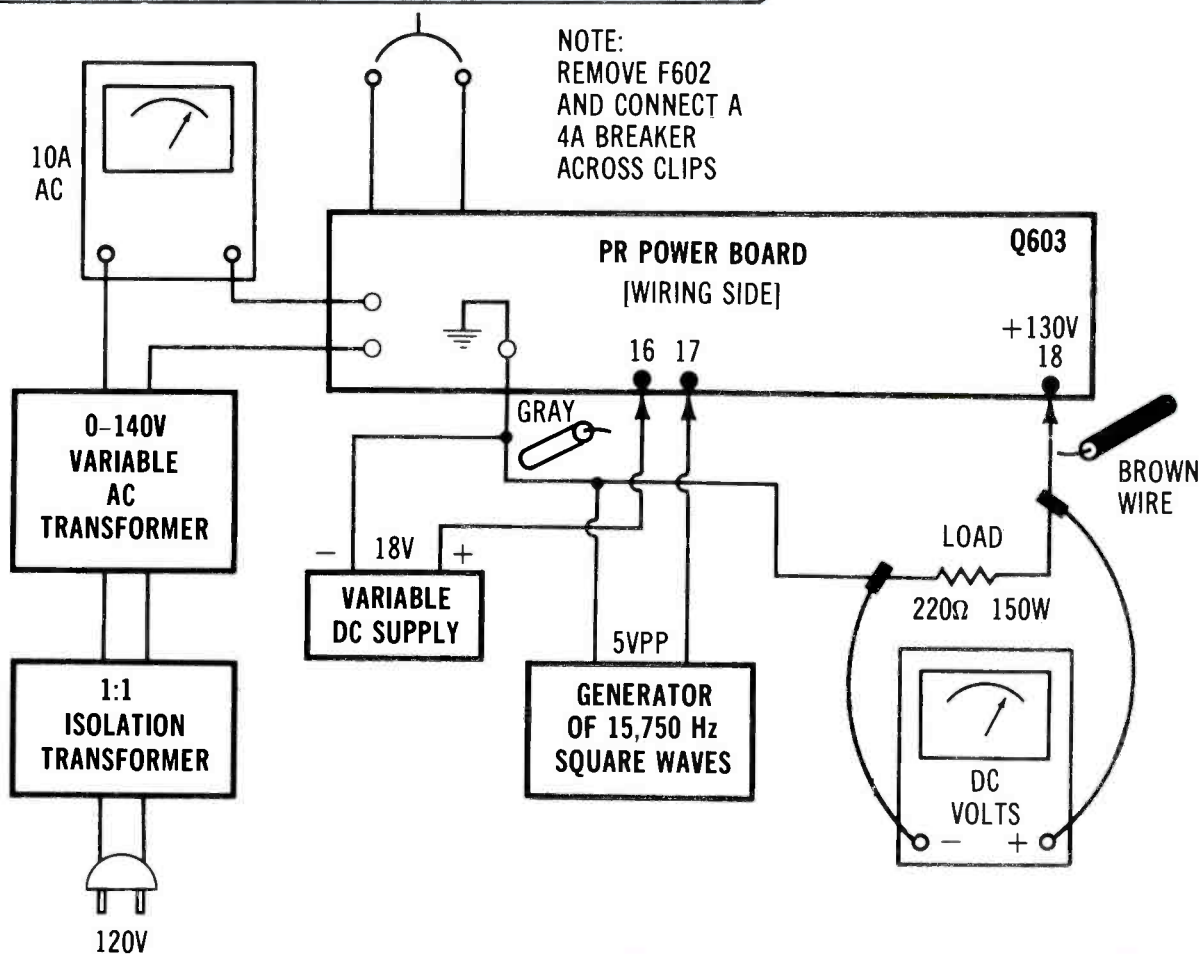 NOTE:
REMOVE F602
AND CONNECT A
4A BREAKER
ACROSS CLIPS
10A
AC
PR POWER BOARD
[WIRING SIDE]
Q603
+130V
16
17
18
GRAY
BROWN
WIRE
0–140V
VARIABLE
AC
TRANSFORMER
– 18V +
VARIABLE
DC SUPPLY
LOAD
220Ω 150W
5VPP
GENERATOR
OF 15,750 Hz
SQUARE WAVES
1:1
ISOLATION
TRANSFORMER
DC
VOLTS
– +
120V